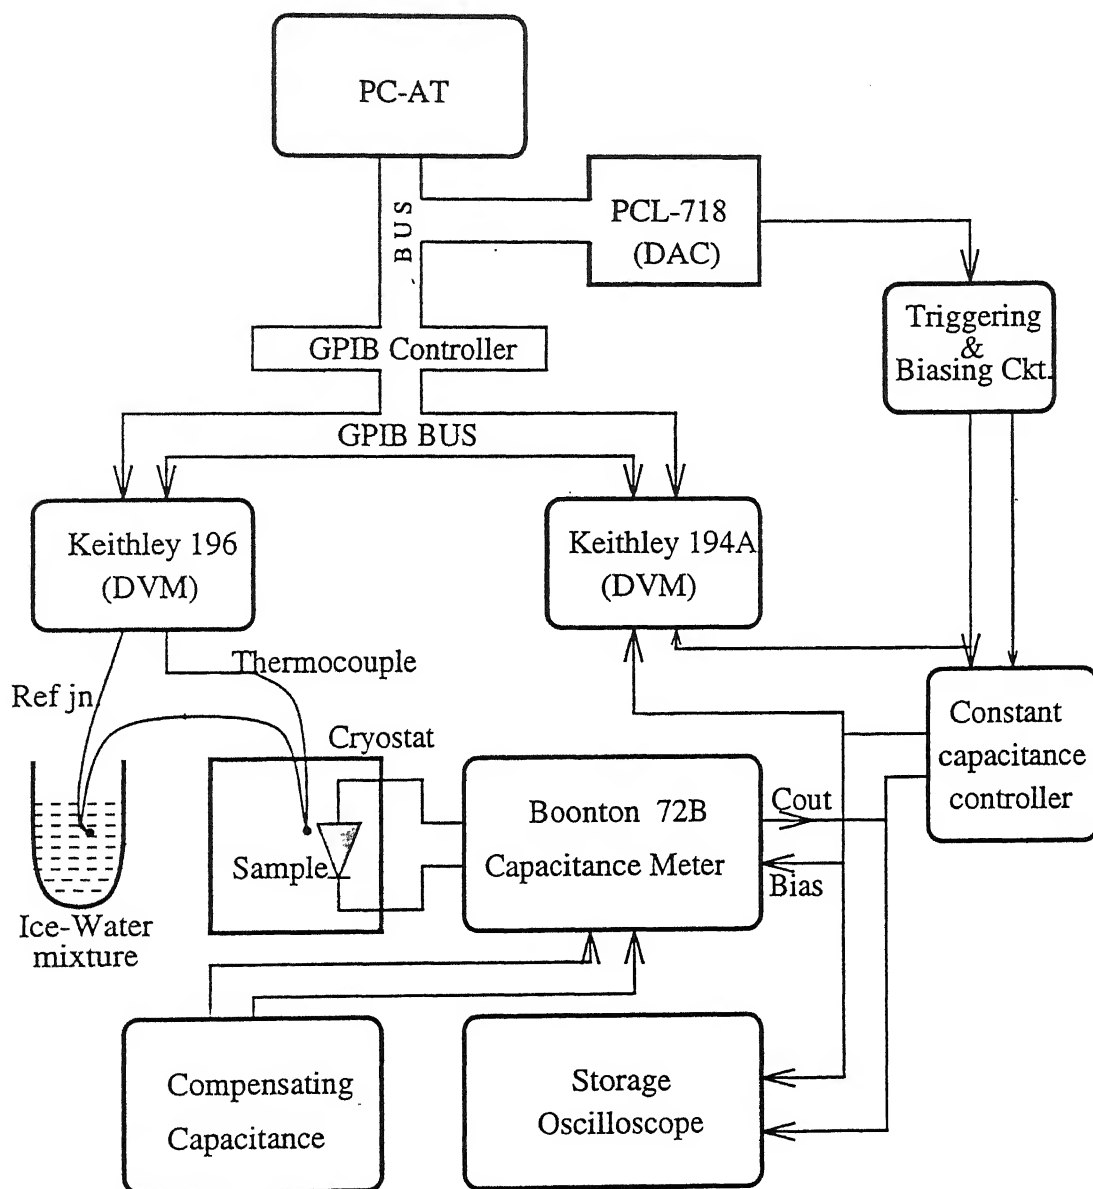 PC-AT
BUS
PCL-718
(DAC)
Triggering
&
Biasing Ckt.
GPIB Controller
GPIB BUS
Keithley 196
(DVM)
Keithley 194A
(DVM)
Thermocouple
Ref jn.
Cryostat
Constant
capacitance
controller
Boonton 72B
Capacitance Meter
Cout
Bias
Sample
Ice-Water
mixture
Compensating
Capacitance
Storage
Oscilloscope